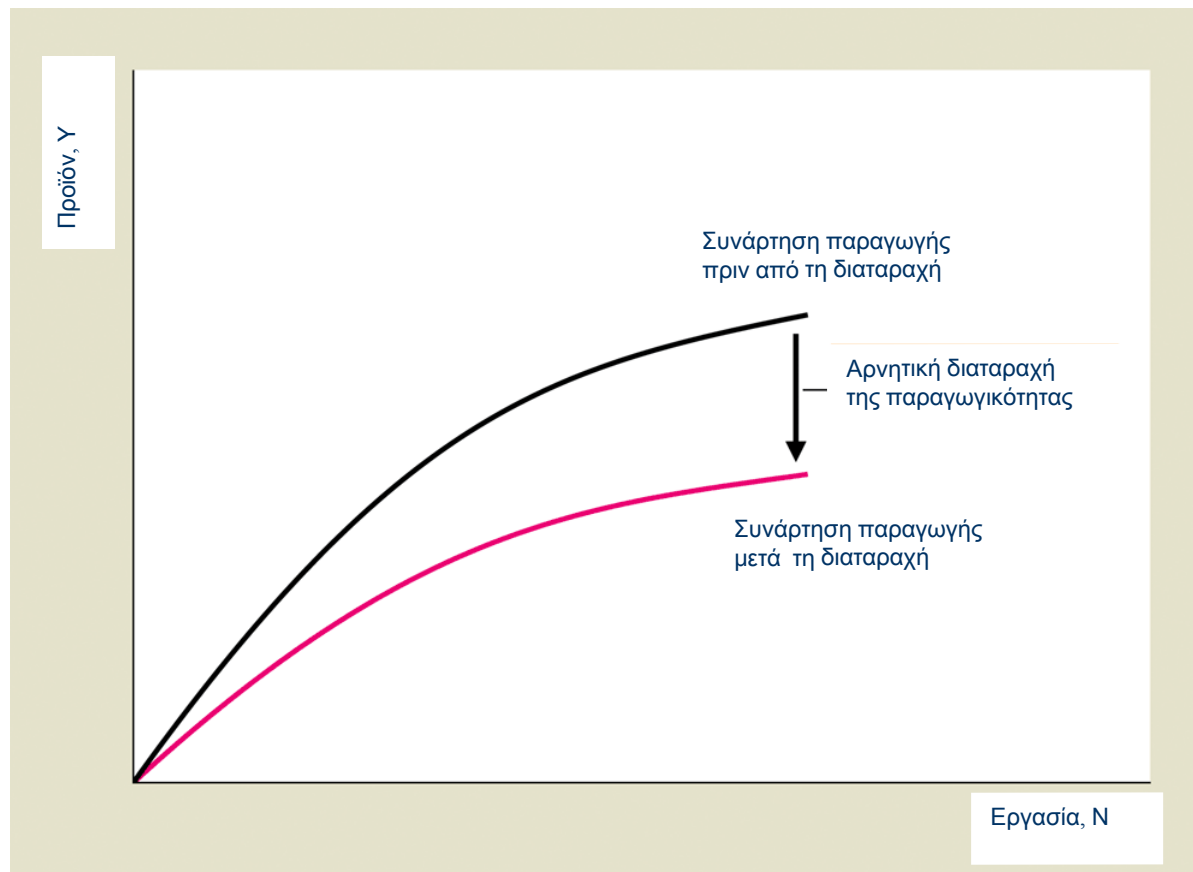 Προϊόν, Υ
Συνάρτηση παραγωγής
πριν από τη διαταραχή
Αρνητική διαταραχή
της παραγωγικότητας
Συνάρτηση παραγωγής
μετά τη διαταραχή
Εργασία, Ν